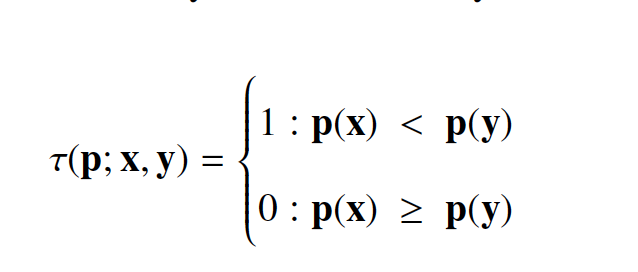 τ(p; x, y) = { 1 : p(x) < p(y)
0 : p(x) ≥ p(y)